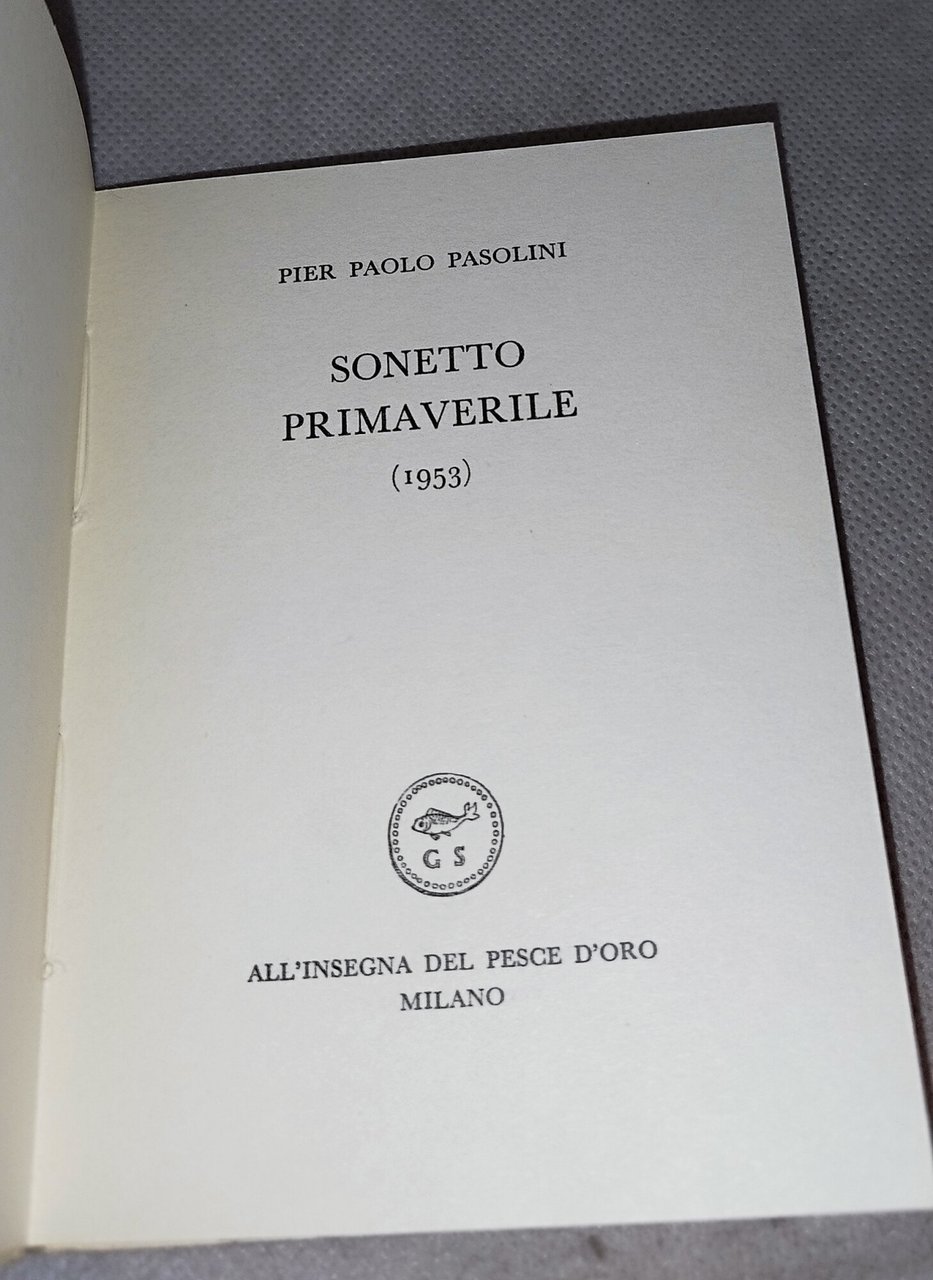 PIER PAOLO PASOLINI
SONETTO
PRIMAVERILE
(1953)
G S
ALL'INSEGNA DEL PESCE D'ORO
MILANO